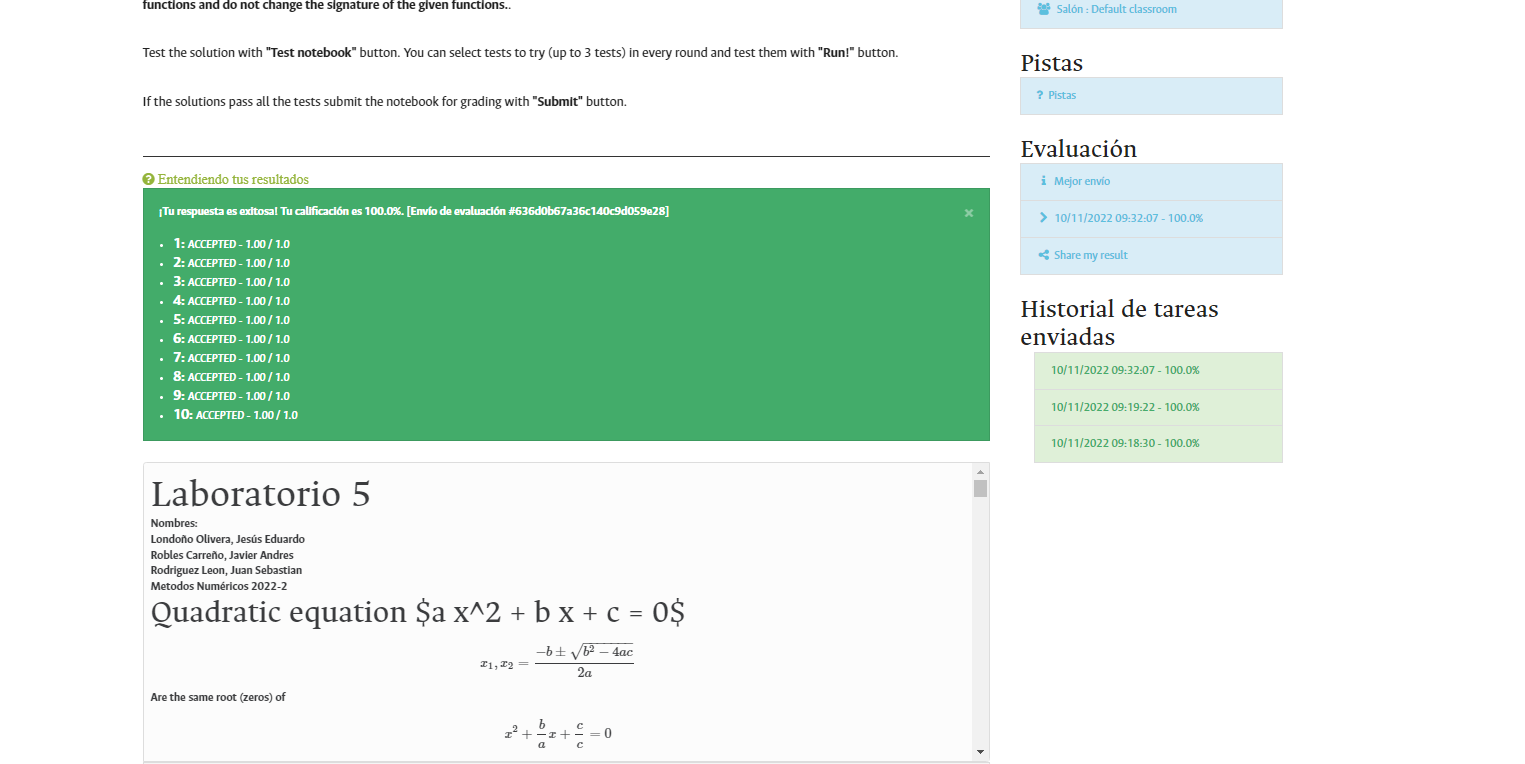 functions and do not change the signature of the given functions..
Test the solution with "Test notebook" button. You can select tests to try (up to 3 tests) in every round and test them with "Run!" button.
If the solutions pass all the tests submit the notebook for grading with "Submit" button.
Entendiendo tus resultados
¡Tu respuesta es exitosa! Tu calificación es 100.0%. [Envío de evaluación #636d0b67a36c140c9d059e28]
×
1: ACCEPTED - 1.00 / 1.0
2: ACCEPTED - 1.00 / 1.0
3: ACCEPTED - 1.00 / 1.0
4: ACCEPTED - 1.00 / 1.0
5: ACCEPTED - 1.00 / 1.0
6: ACCEPTED - 1.00 / 1.0
7: ACCEPTED - 1.00 / 1.0
8: ACCEPTED - 1.00 / 1.0
9: ACCEPTED - 1.00 / 1.0
10: ACCEPTED - 1.00 / 1.0
Laboratorio 5
Nombres:
Londoño Olivera, Jesús Eduardo
Robles Carreño, Javier Andres
Rodriguez Leon, Juan Sebastian
Metodos Numéricos 2022-2
Quadratic equation $a x^2 + b x + c = 0$
x₁, x₂ = (−b ± √(b² − 4ac)) / 2a
Are the same root (zeros) of
x² + b/a x + c/c = 0
Salón : Default classroom
Pistas
? Pistas
Evaluación
Mejor envío
10/11/2022 09:32:07 - 100.0%
Share my result
Historial de tareas
enviadas
10/11/2022 09:32:07 - 100.0%
10/11/2022 09:19:22 - 100.0%
10/11/2022 09:18:30 - 100.0%